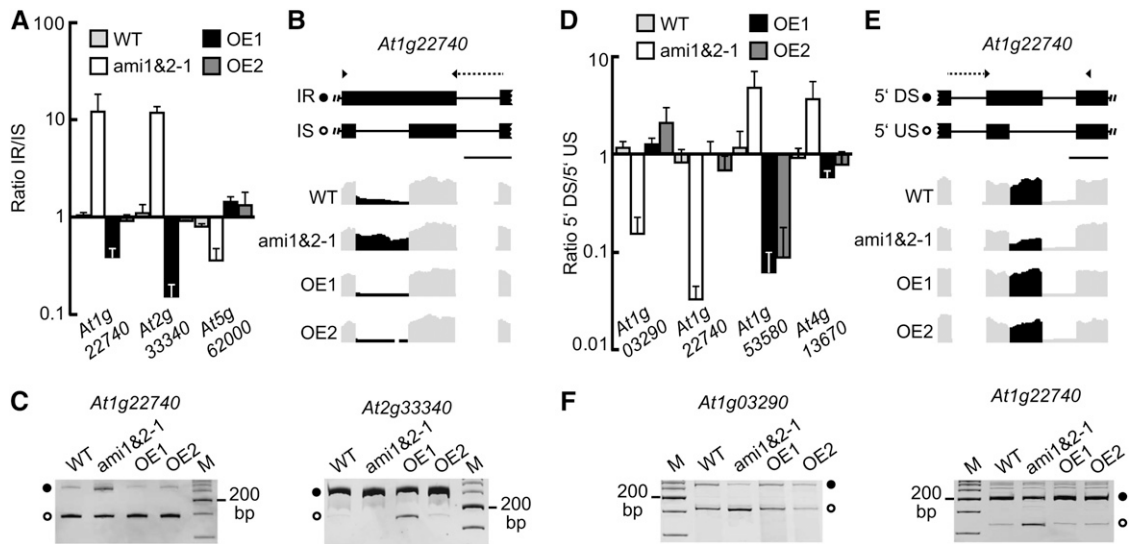 A
Ratio IR/IS
100
10
1
0.1
WT
ami1&2-1
OE1
OE2
At1g 22740
At2g 33340
At5g 62000
B
At1g22740
IR
IS
WT
ami1&2-1
OE1
OE2
C
At1g22740
WT
ami1&2-1
OE1
OE2
M
200
bp
At2g33340
WT
ami1&2-1
OE1
OE2
M
200
bp
D
Ratio 5‘ DS/5‘ US
10
1
0.1
0.01
WT
ami1&2-1
OE1
OE2
At1g 03290
At1g 22740
At1g 53580
At4g 13670
E
At1g22740
5‘ DS
5‘ US
WT
ami1&2-1
OE1
OE2
F
At1g03290
M
WT
ami1&2-1
OE1
OE2
200
bp
At1g22740
M
WT
ami1&2-1
OE1
OE2
200
bp